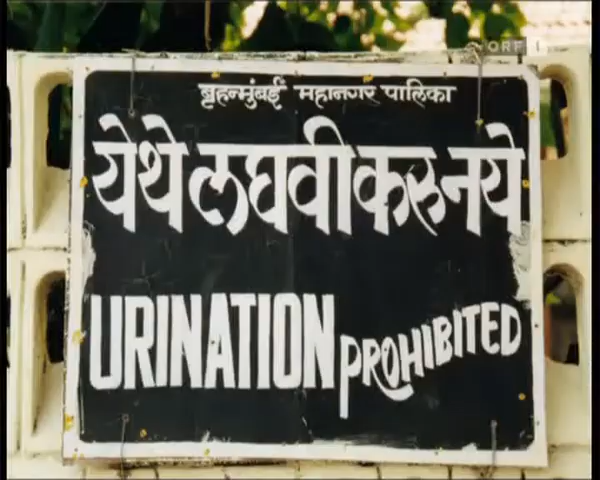 ORF 1
बृहन्मुंबई महानगर पालिका
येथे लघवी करु नये
URINATION PROHIBITED